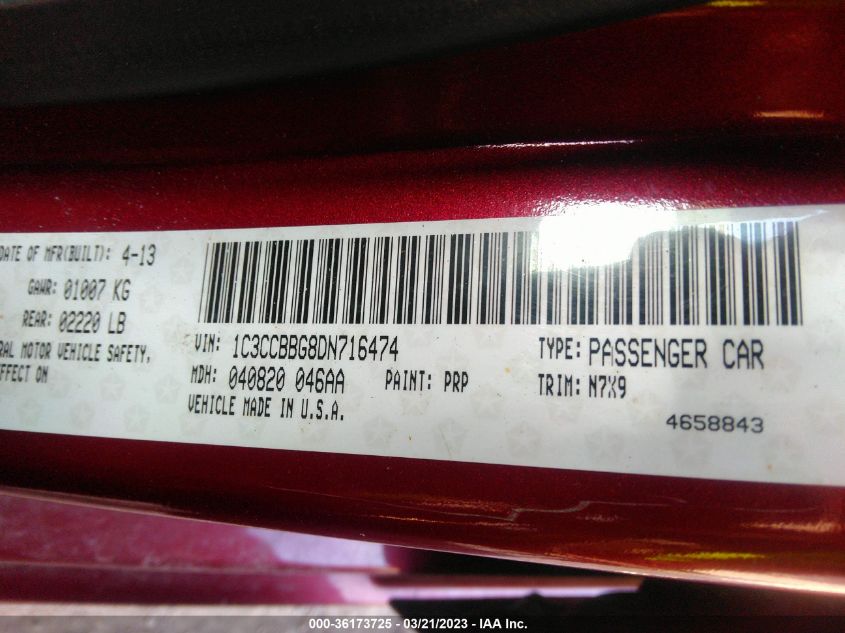 DATE OF MFR(BUILT): 4-13
GAWR: 01007 KG
REAR: 02220 LB
RAL MOTOR VEHICLE SAFETY,
EFFECT ON
VIN: 1C3CCBBG8DN716474 TYPE: PASSENGER CAR
MDH: 040820 046AA PAINT: PRP TRIM: N7X9
VEHICLE MADE IN U.S.A.
4658843
000-36173725 - 03/21/2023 - IAA Inc.